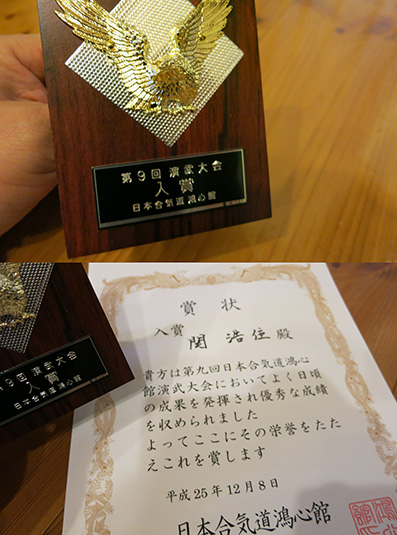 第9回 演武大会
入賞
日本合気道 鴻心館
第9回 演武大会
入賞
日本合気道 鴻心館
賞状
入賞 関 浩佳 殿
貴方は第九回日本合気道鴻心
館演武大会においてよく日頃
の成果を発揮され優秀な成績
を収められました
よってここにその栄誉をたた
えこれを賞します
平成25年12月8日
日本合気道鴻心館